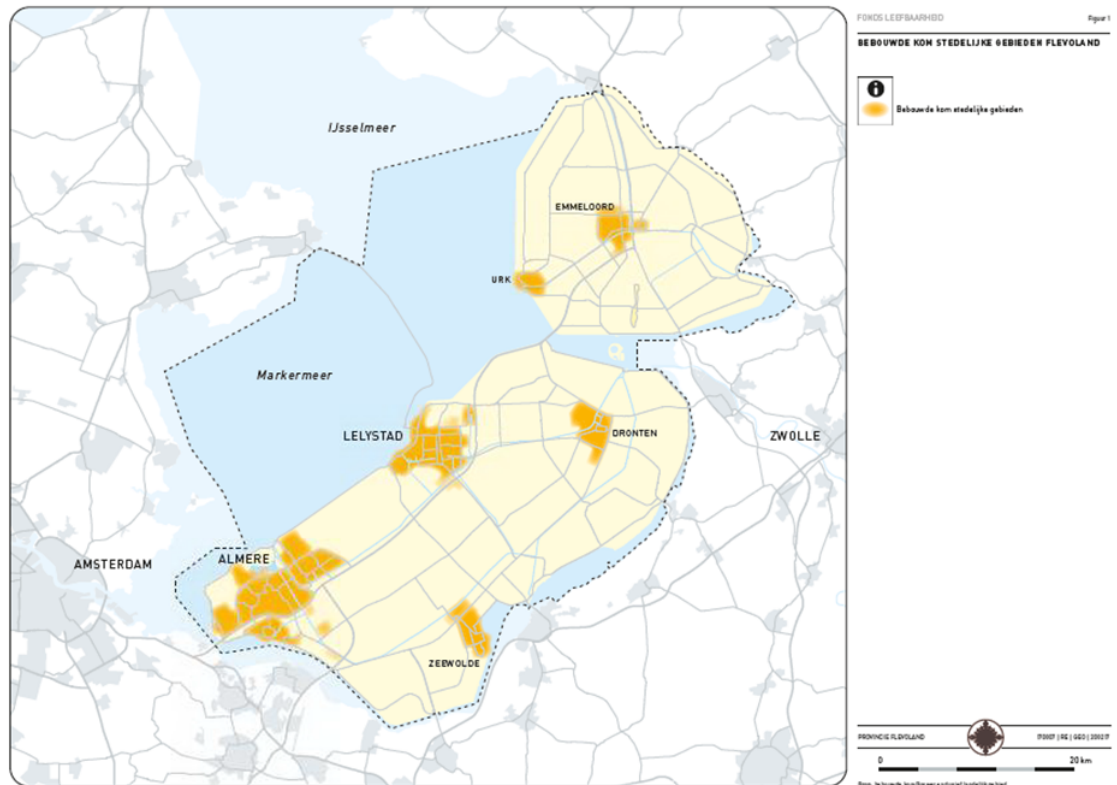 FONDS LEEFBAARHEID
Figuur 1
BEBOUWDE KOM STEDELIJKE GEBIEDEN FLEVOLAND
Bebouwde kom stedelijke gebieden
IJsselmeer
EMMELOORD
URK
Markermeer
LELYSTAD
DRONTEN
ZWOLLE
AMSTERDAM
ALMERE
ZEEWOLDE
PROVINCIE FLEVOLAND
0
20 km